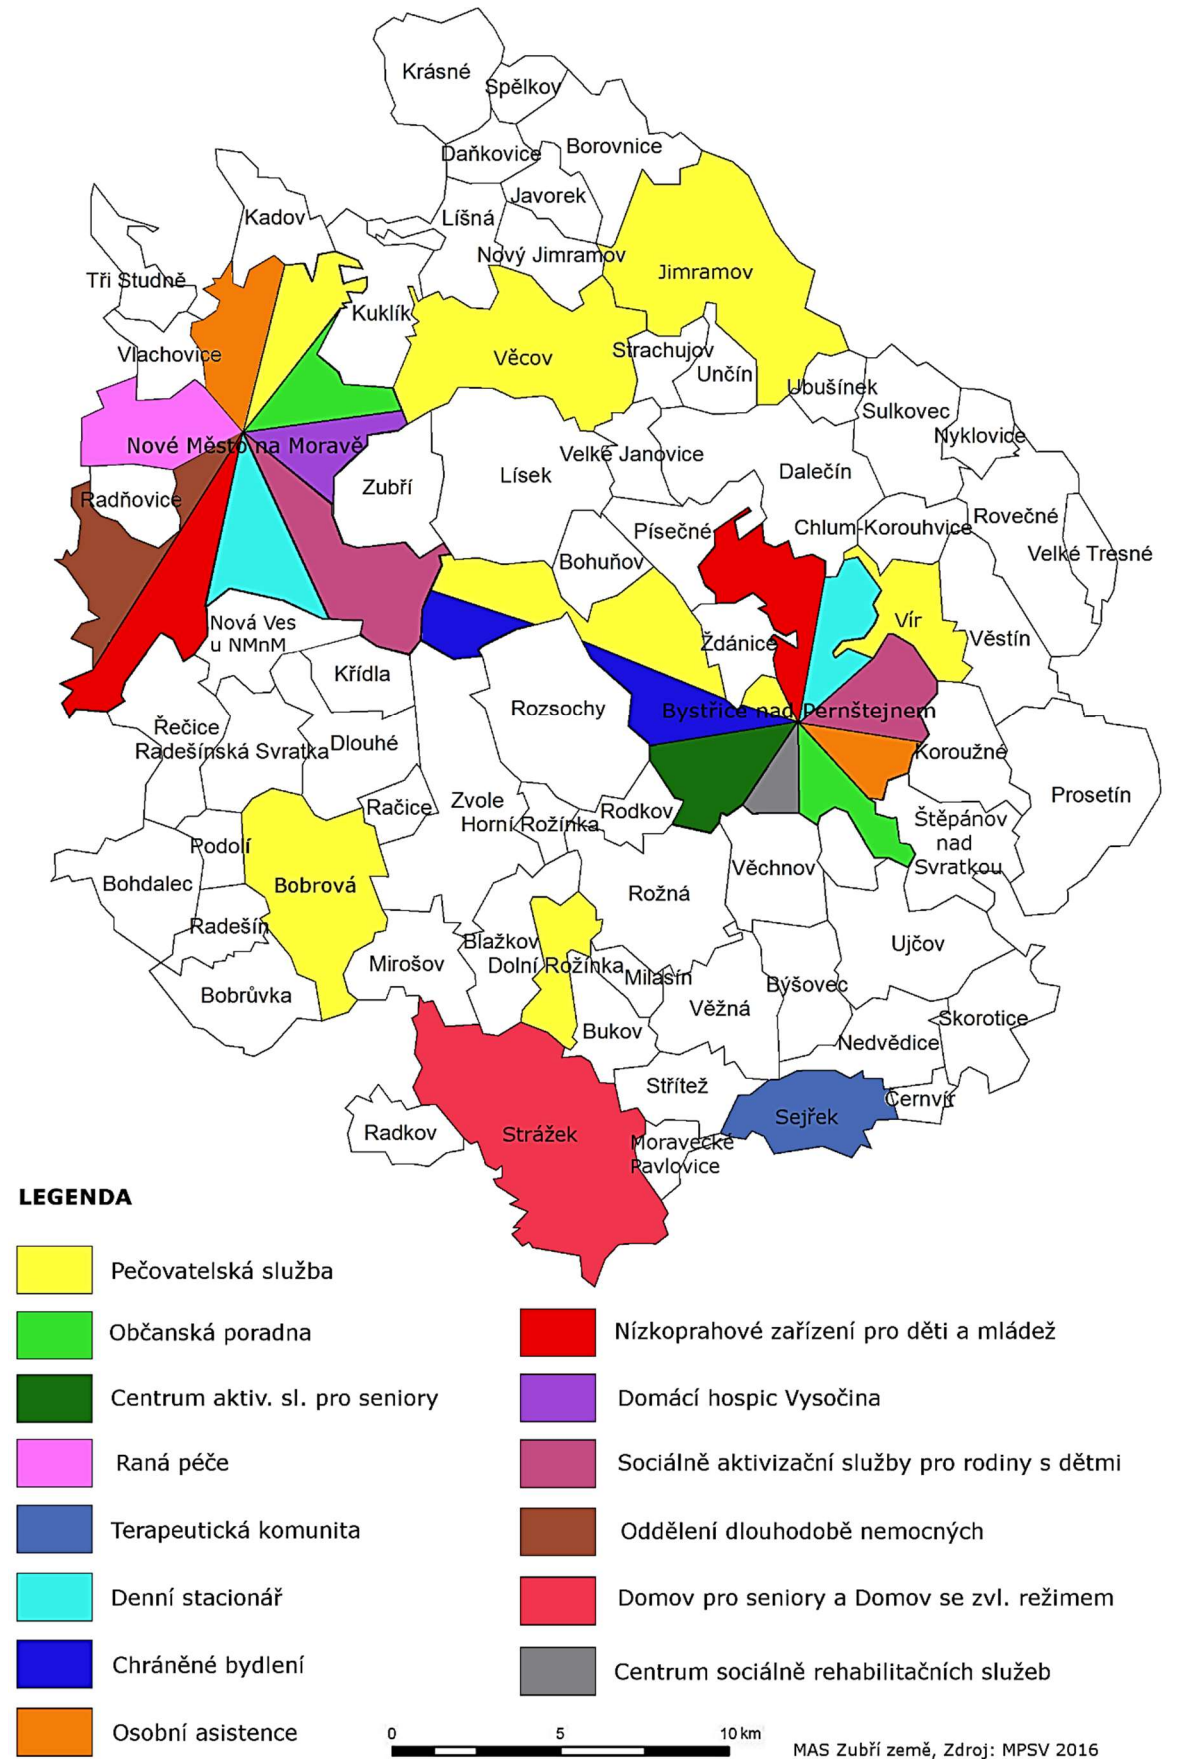 Krásné
Spělkov
Daňkovice
Borovnice
Javorek
Líšná
Kadov
Nový Jimramov
Jimramov
Tři Studně
Kuklík
Vlachovice
Věcov
Strachujov
Unčín
Ubušínek
Sulkovec
Nyklovice
Nové Město na Moravě
Velké Janovice
Lísek
Dalečín
Zubří
Radňovice
Písečné
Chlum-Korouhvice
Rovečné
Velké Tresné
Bohuňov
Nová Ves
u NMnM
Vír
Věstín
Ždánice
Křídla
Rozsochy
Bystřice nad Pernštejnem
Řečice
Radešínská Svratka
Dlouhé
Koroužné
Prosetín
Račice
Zvole
Horní Rožínka
Rodkov
Štěpánov
nad
Svratkou
Podolí
Bohdalec
Bobrová
Věchnov
Rožná
Radešín
Blažkov
Ujčov
Mirošov
Dolní Rožínka
Milasín
Býšovec
Bobrůvka
Věžná
Skorotice
Bukov
Nedvědice
Střítež
Černvír
Sejřek
Radkov
Strážek
Moravecké
Pavlovice
LEGENDA
Pečovatelská služba
Občanská poradna
Centrum aktiv. sl. pro seniory
Raná péče
Terapeutická komunita
Denní stacionář
Chráněné bydlení
Osobní asistence
Nízkoprahové zařízení pro děti a mládež
Domácí hospic Vysočina
Sociálně aktivizační služby pro rodiny s dětmi
Oddělení dlouhodobě nemocných
Domov pro seniory a Domov se zvl. režimem
Centrum sociálně rehabilitačních služeb
0 5 10 km
MAS Zubří země, Zdroj: MPSV 2016